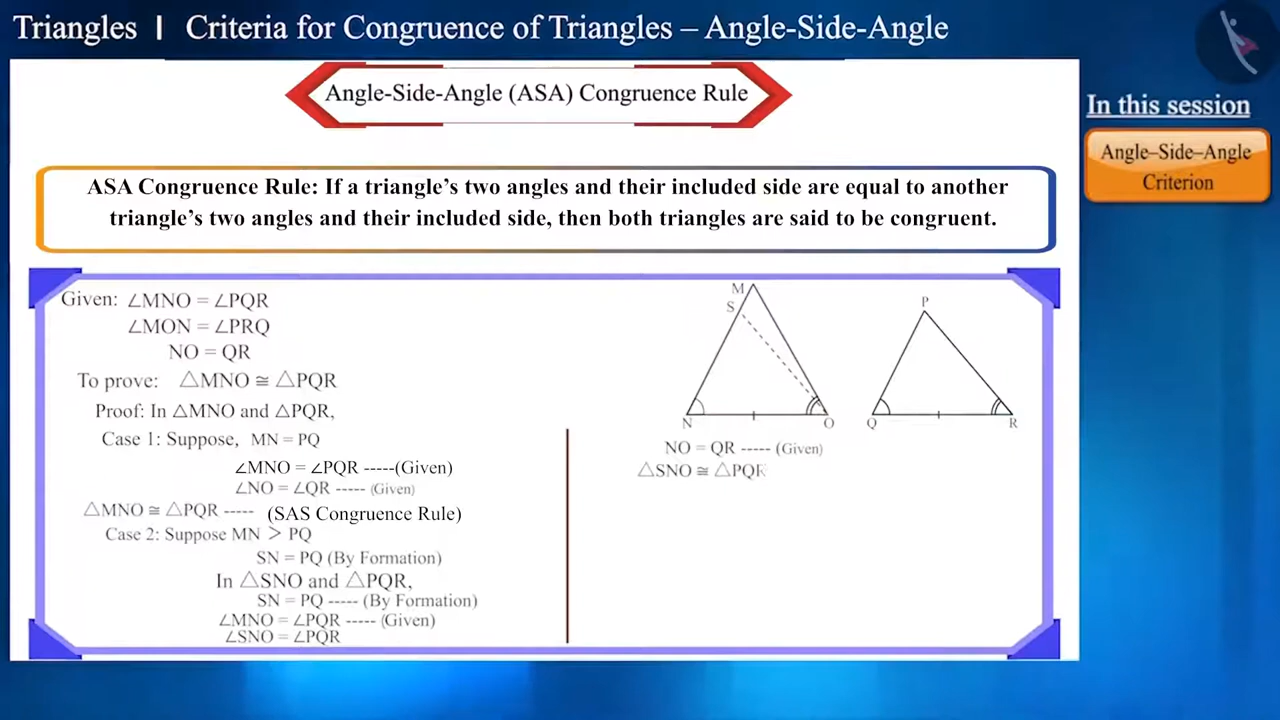 Triangles | Criteria for Congruence of Triangles – Angle-Side-Angle
Angle-Side-Angle (ASA) Congruence Rule
In this session
Angle–Side–Angle
Criterion
ASA Congruence Rule: If a triangle's two angles and their included side are equal to another
triangle's two angles and their included side, then both triangles are said to be congruent.
Given: ∠MNO = ∠PQR
∠MON = ∠PRQ
NO = QR
To prove: △MNO ≅ △PQR
Proof: In △MNO and △PQR,
Case 1: Suppose, MN = PQ
∠MNO = ∠PQR -----(Given)
∠NO = ∠QR ----- (Given)
△MNO ≅ △PQR ----- (SAS Congruence Rule)
Case 2: Suppose MN > PQ
SN = PQ (By Formation)
In △SNO and △PQR,
SN = PQ ----- (By Formation)
∠MNO = ∠PQR ----- (Given)
∠SNO = ∠PQR
M
S
N
O
P
Q
R
NO = QR ----- (Given)
△SNO ≅ △PQR